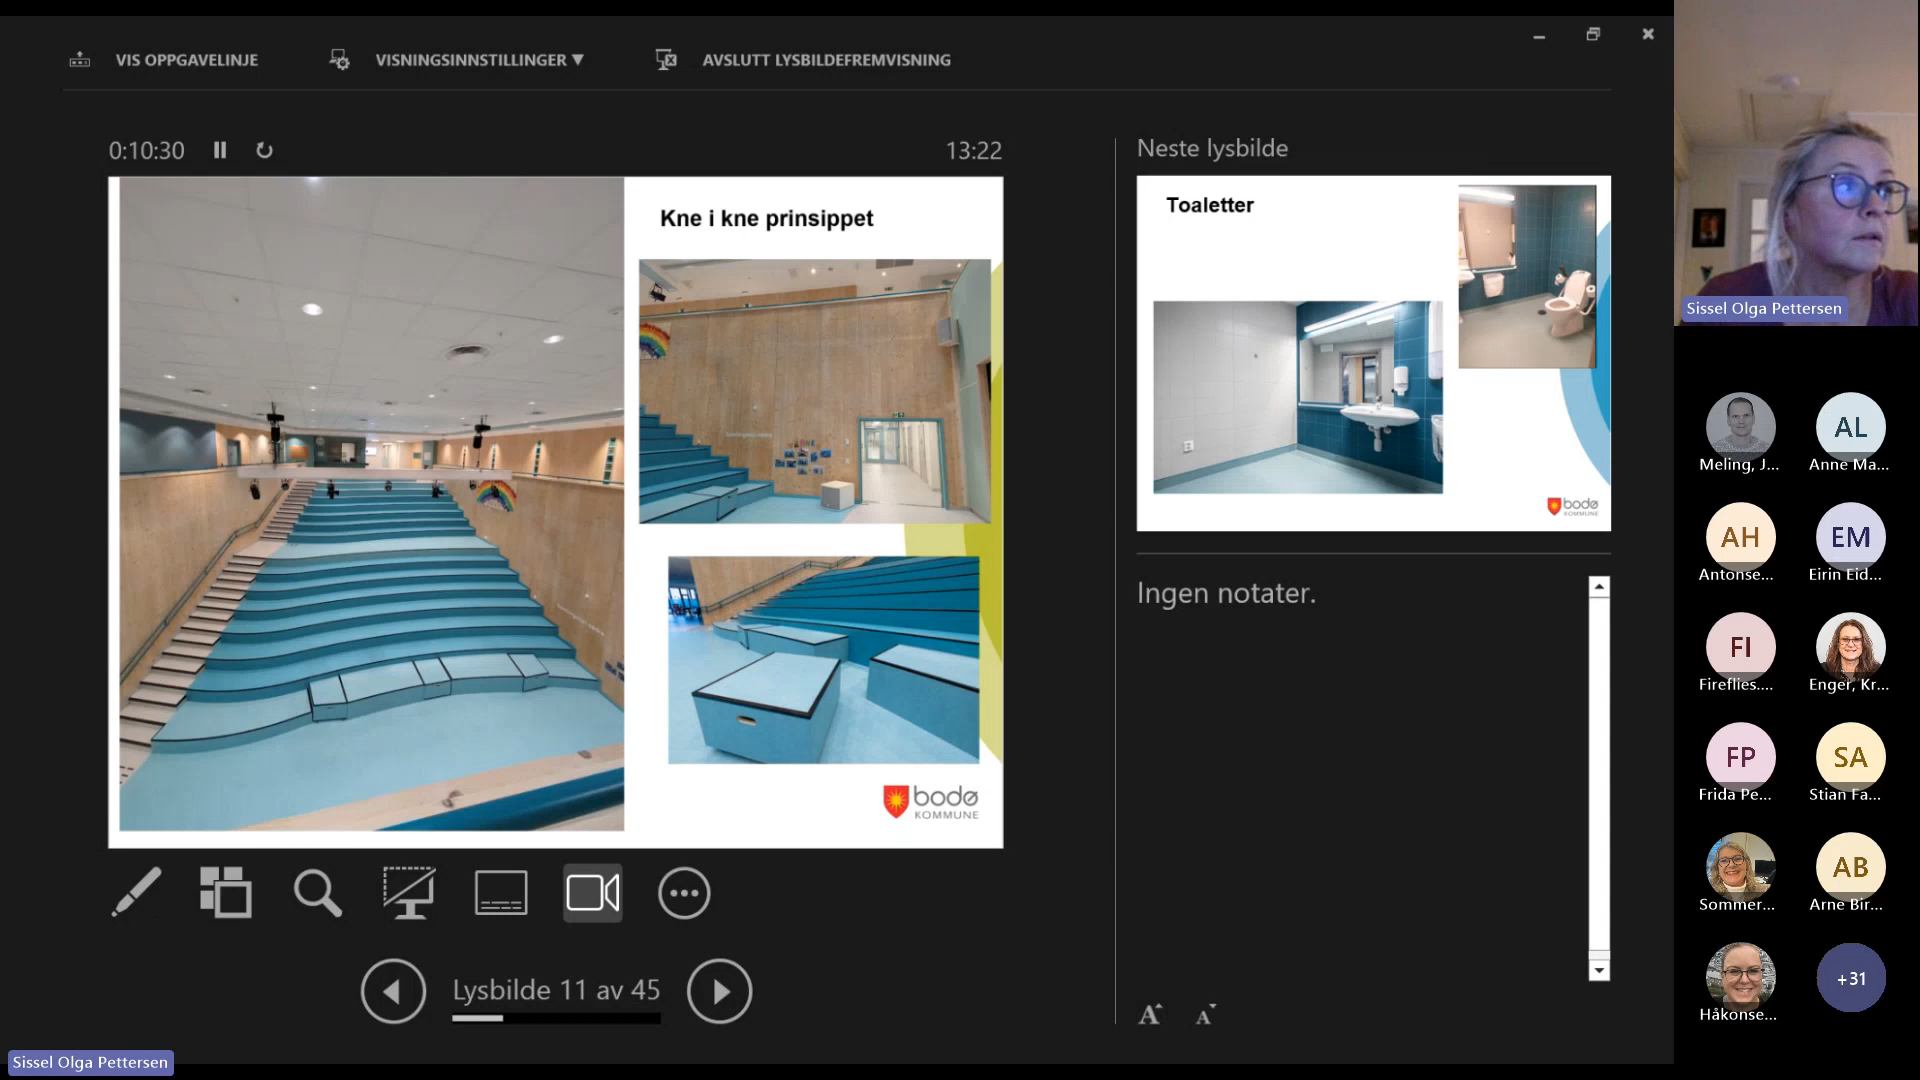 VIS OPPGAVELINJE
VISNINGSINNSTILLINGER ▼
AVSLUTT LYSBILDEFREMVISNING
0:10:30
13:22
Kne i kne prinsippet
bodø
KOMMUNE
Lysbilde 11 av 45
Neste lysbilde
Toaletter
bodø
KOMMUNE
Ingen notater.
A A
Sissel Olga Pettersen
Sissel Olga Pettersen
Meling, J...
AL
Anne Ma...
AH
Antonse...
EM
Eirin Eid...
FI
Fireflies....
Enger, Kr...
FP
Frida Pe...
SA
Stian Fa...
Sommer...
AB
Arne Bir...
Håkonse...
+31